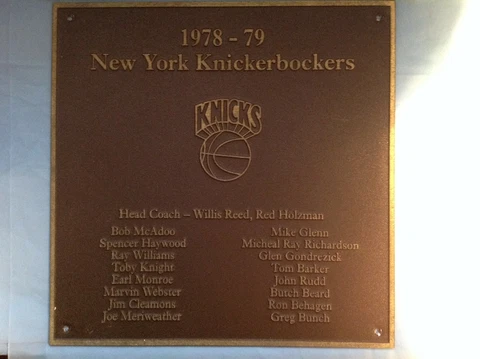 1978 - 79
New York Knickerbockers
KNICKS
Head Coach – Willis Reed, Red Holzman
Bob McAdoo
Spencer Haywood
Ray Williams
Toby Knight
Earl Monroe
Marvin Webster
Jim Cleamons
Joe Meriweather
Mike Glenn
Micheal Ray Richardson
Glen Gondrezick
Tom Barker
John Rudd
Butch Beard
Ron Behagen
Greg Bunch